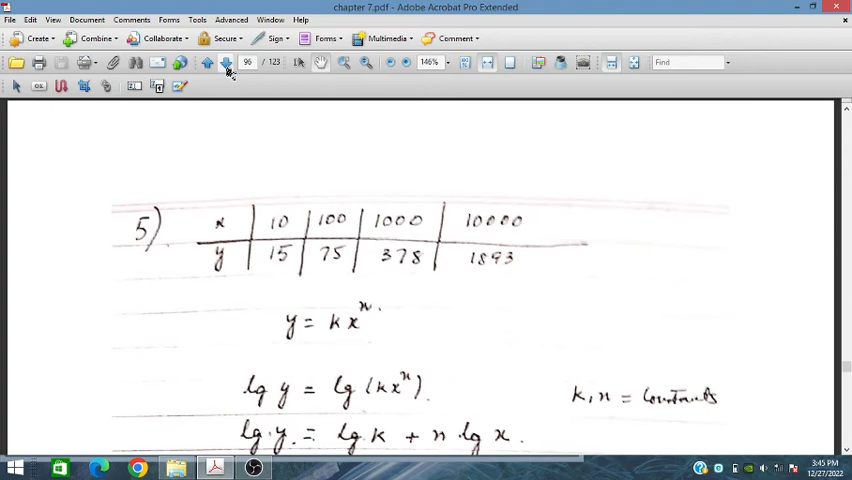 chapter 7.pdf - Adobe Acrobat Pro Extended
File Edit View Document Comments Forms Tools Advanced Window Help
Create Combine Collaborate Secure Sign Forms Multimedia Comment
96 / 123 146% Find
5) x 10 100 1000 10000
y 15 75 378 1893
y = kxⁿ.
lg y = lg (kxⁿ).
k, n = constants
lg y. = lg k + n lg x.
3:45 PM
12/27/2022